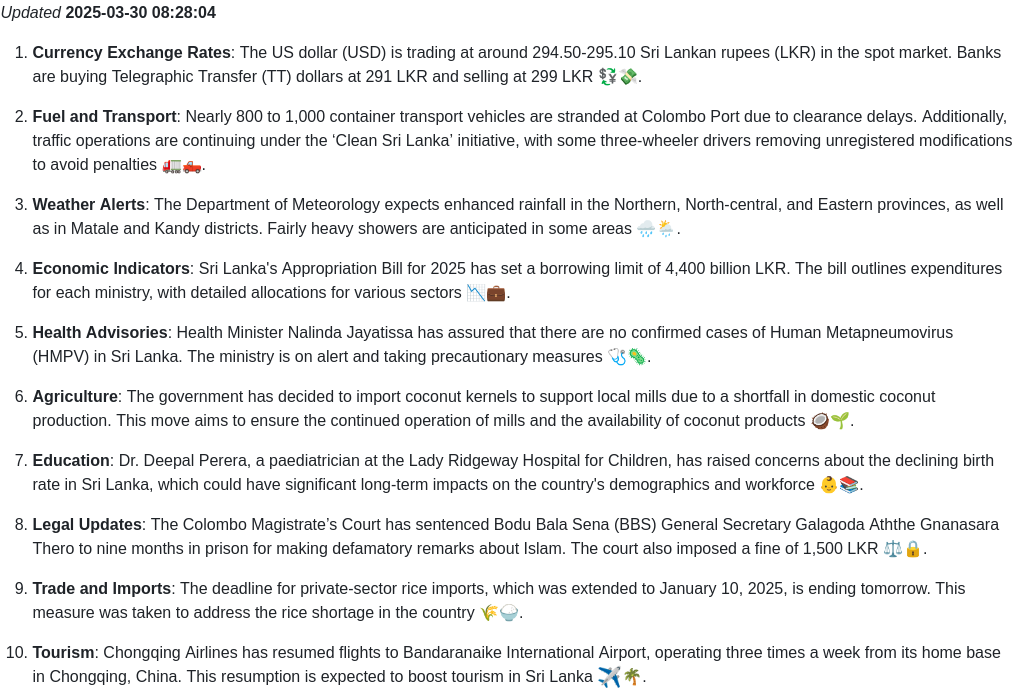 Updated 2025-03-30 08:28:04
1. Currency Exchange Rates: The US dollar (USD) is trading at around 294.50-295.10 Sri Lankan rupees (LKR) in the spot market. Banks
are buying Telegraphic Transfer (TT) dollars at 291 LKR and selling at 299 LKR 💱💸.
2. Fuel and Transport: Nearly 800 to 1,000 container transport vehicles are stranded at Colombo Port due to clearance delays. Additionally,
traffic operations are continuing under the ‘Clean Sri Lanka’ initiative, with some three-wheeler drivers removing unregistered modifications
to avoid penalties 🚛🛻.
3. Weather Alerts: The Department of Meteorology expects enhanced rainfall in the Northern, North-central, and Eastern provinces, as well
as in Matale and Kandy districts. Fairly heavy showers are anticipated in some areas 🌧️🌦️.
4. Economic Indicators: Sri Lanka's Appropriation Bill for 2025 has set a borrowing limit of 4,400 billion LKR. The bill outlines expenditures
for each ministry, with detailed allocations for various sectors 📉💼.
5. Health Advisories: Health Minister Nalinda Jayatissa has assured that there are no confirmed cases of Human Metapneumovirus
(HMPV) in Sri Lanka. The ministry is on alert and taking precautionary measures 🩺🦠.
6. Agriculture: The government has decided to import coconut kernels to support local mills due to a shortfall in domestic coconut
production. This move aims to ensure the continued operation of mills and the availability of coconut products 🥥🌱.
7. Education: Dr. Deepal Perera, a paediatrician at the Lady Ridgeway Hospital for Children, has raised concerns about the declining birth
rate in Sri Lanka, which could have significant long-term impacts on the country's demographics and workforce 👶📚.
8. Legal Updates: The Colombo Magistrate’s Court has sentenced Bodu Bala Sena (BBS) General Secretary Galagoda Aththe Gnanasara
Thero to nine months in prison for making defamatory remarks about Islam. The court also imposed a fine of 1,500 LKR ⚖️🔒.
9. Trade and Imports: The deadline for private-sector rice imports, which was extended to January 10, 2025, is ending tomorrow. This
measure was taken to address the rice shortage in the country 🌾🍚.
10. Tourism: Chongqing Airlines has resumed flights to Bandaranaike International Airport, operating three times a week from its home base
in Chongqing, China. This resumption is expected to boost tourism in Sri Lanka ✈️🌴.